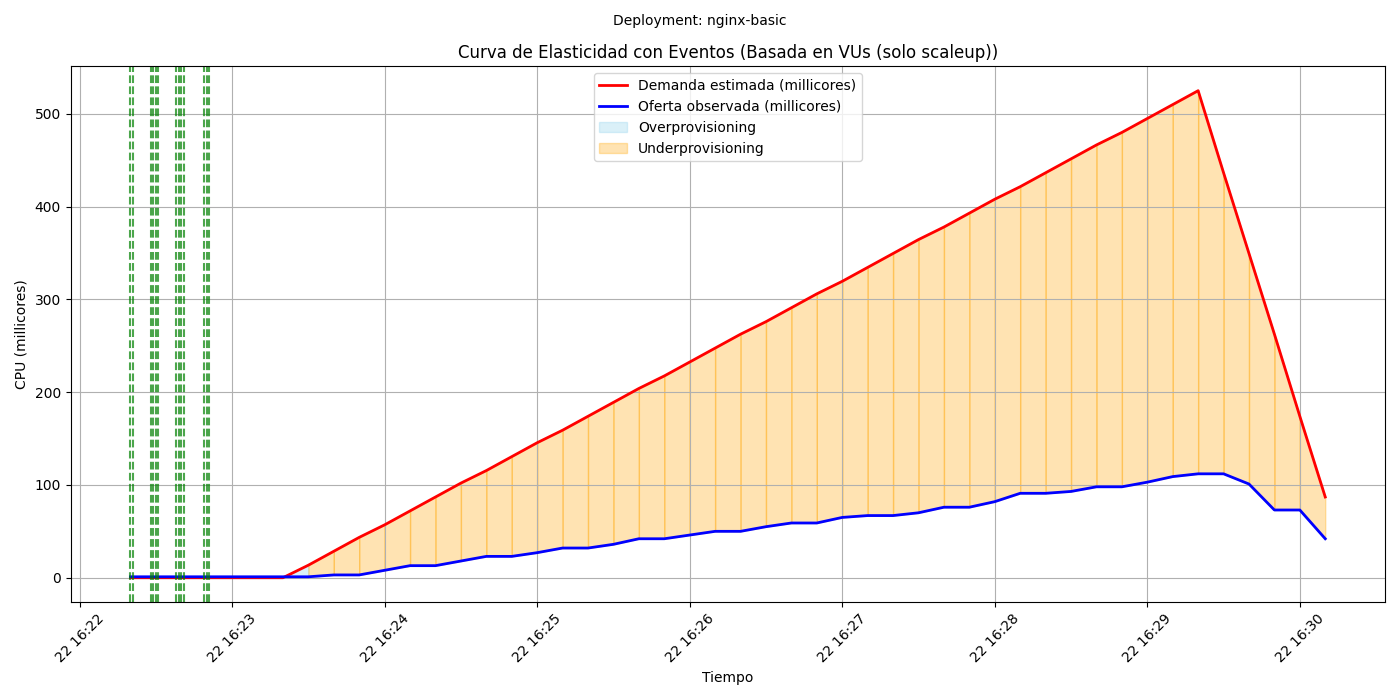 Deployment: nginx-basic
Curva de Elasticidad con Eventos (Basada en VUs (solo scaleup))
Demanda estimada (millicores)
Oferta observada (millicores)
Overprovisioning
Underprovisioning
CPU (millicores)
500
400
300
200
100
0
22 16:22
22 16:23
22 16:24
22 16:25
22 16:26
22 16:27
22 16:28
22 16:29
22 16:30
Tiempo